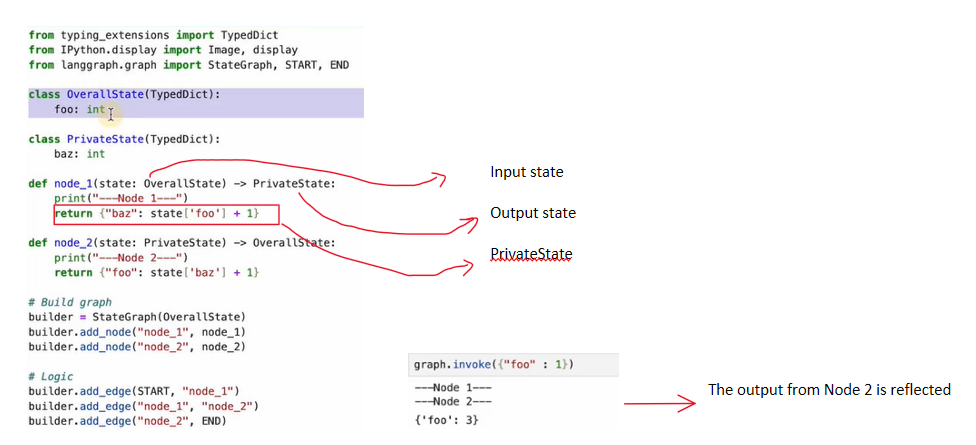 from typing_extensions import TypedDict
from IPython.display import Image, display
from langgraph.graph import StateGraph, START, END
class OverallState(TypedDict):
    foo: int
class PrivateState(TypedDict):
    baz: int
def node_1(state: OverallState) -> PrivateState:
    print("---Node 1---")
    return {"baz": state['foo'] + 1}
def node_2(state: PrivateState) -> OverallState:
    print("---Node 2---")
    return {"foo": state['baz'] + 1}
# Build graph
builder = StateGraph(OverallState)
builder.add_node("node_1", node_1)
builder.add_node("node_2", node_2)
# Logic
builder.add_edge(START, "node_1")
builder.add_edge("node_1", "node_2")
builder.add_edge("node_2", END)
Input state
Output state
PrivateState
graph.invoke({"foo" : 1})
---Node 1---
---Node 2---
{'foo': 3}
The output from Node 2 is reflected